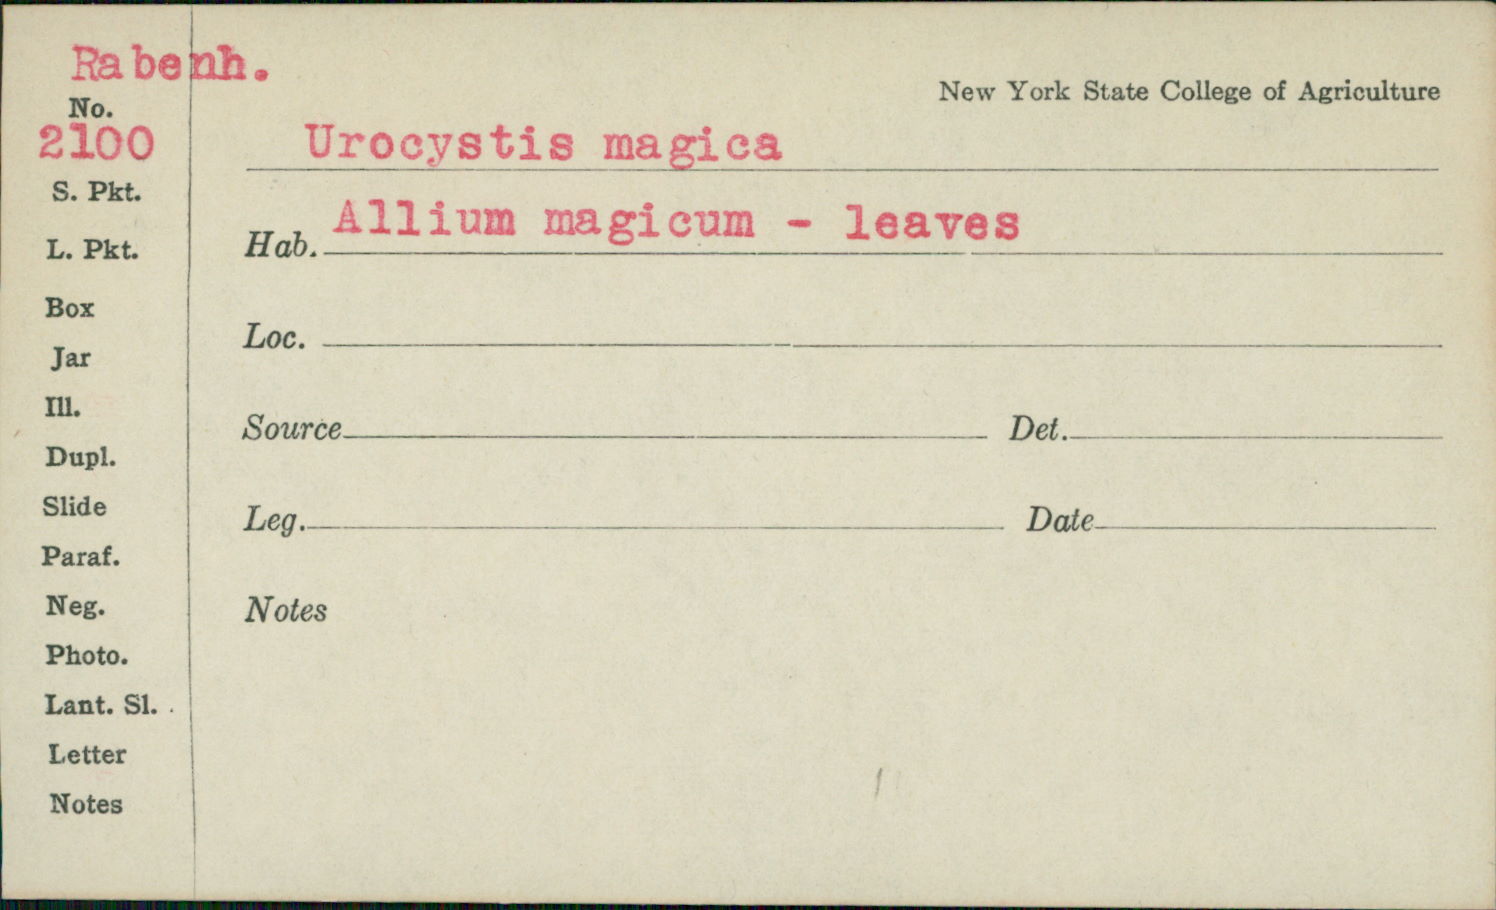 Rabenh.
New York State College of Agriculture
No.
2100
Urocystis magica
S. Pkt.
Hab. Allium magicum - leaves
L. Pkt.
Box
Loc.
Jar
Ill.
Source Det.
Dupl.
Slide
Leg. Date
Paraf.
Neg.
Notes
Photo.
Lant. Sl.
Letter
Notes